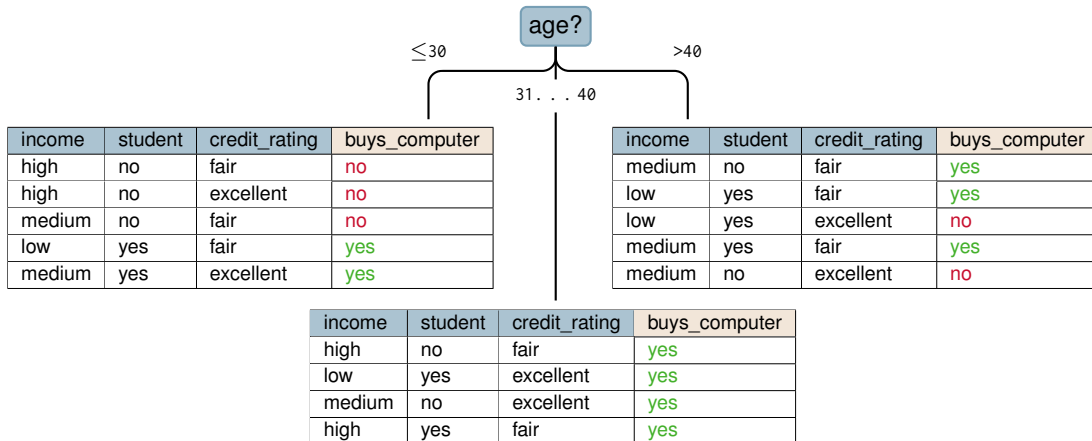 age?
≤30
>40
31. . . 40
income student credit_rating buys_computer
high no fair no
high no excellent no
medium no fair no
low yes fair yes
medium yes excellent yes
income student credit_rating buys_computer
medium no fair yes
low yes fair yes
low yes excellent no
medium yes fair yes
medium no excellent no
income student credit_rating buys_computer
high no fair yes
low yes excellent yes
medium no excellent yes
high yes fair yes